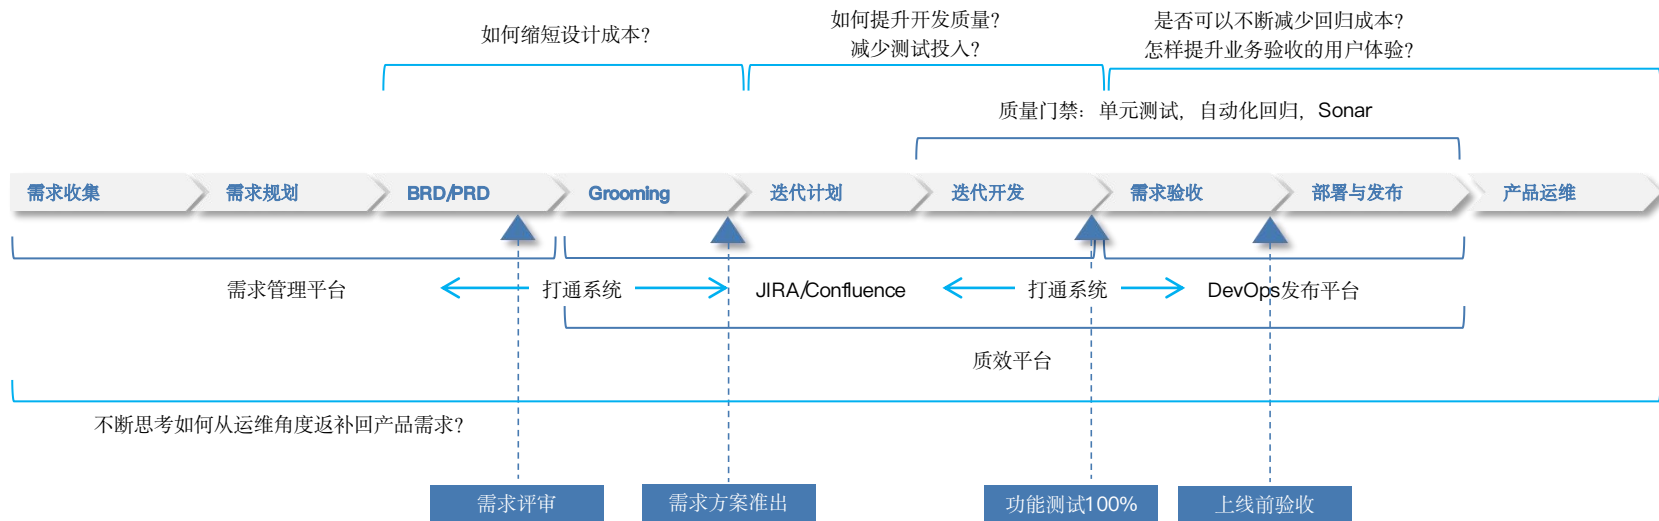 如何缩短设计成本?
如何提升开发质量?
减少测试投入?
是否可以不断减少回归成本?
怎样提升业务验收的用户体验?
质量门禁：单元测试，自动化回归，Sonar
需求收集
需求规划
BRD/PRD
Grooming
迭代计划
迭代开发
需求验收
部署与发布
产品运维
需求管理平台
打通系统
JIRA/Confluence
打通系统
DevOps发布平台
质效平台
不断思考如何从运维角度返补回产品需求?
需求评审
需求方案准出
功能测试100%
上线前验收